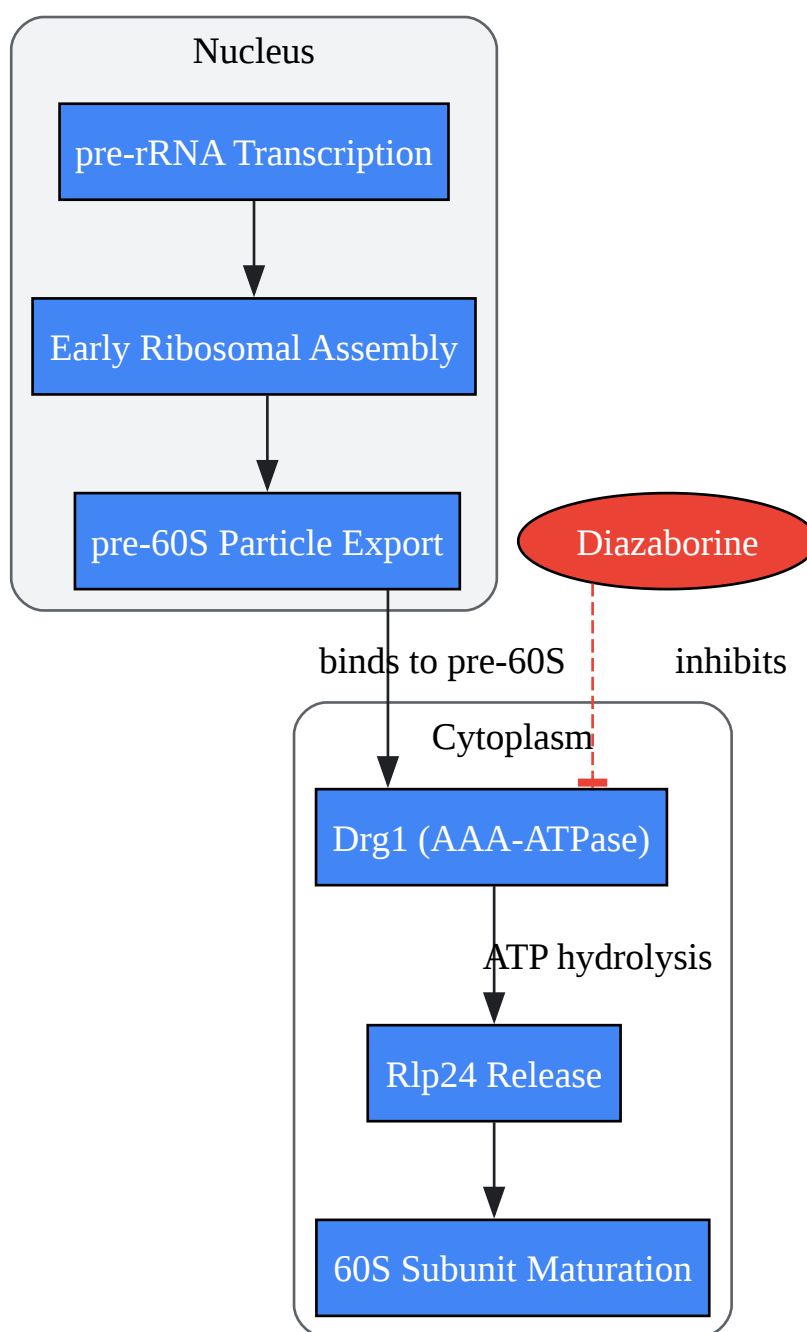 Nucleus
pre-rRNA Transcription
Early Ribosomal Assembly
pre-60S Particle Export
Diazaborine
binds to pre-60S
inhibits
Cytoplasm
Drg1 (AAA-ATPase)
ATP hydrolysis
Rlp24 Release
60S Subunit Maturation